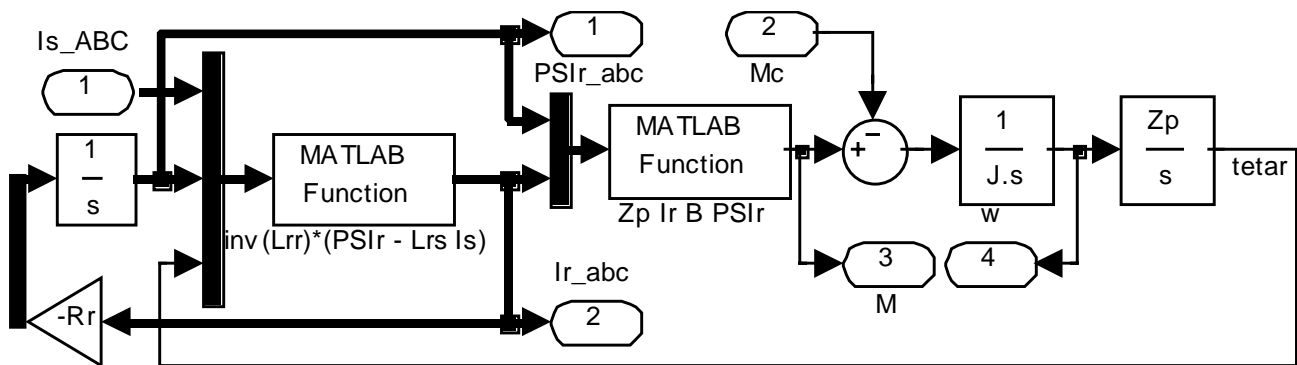 Is_ABC
1
1
s
-Rr
MATLAB
Function
inv(Lrr)*(PSIr - Lrs Is)
1
PSIr_abc
Ir_abc
2
MATLAB
Function
Zp Ir B PSIr
2
Mc
+
−
3
M
1
J.s
w
4
Zp
s
tetar